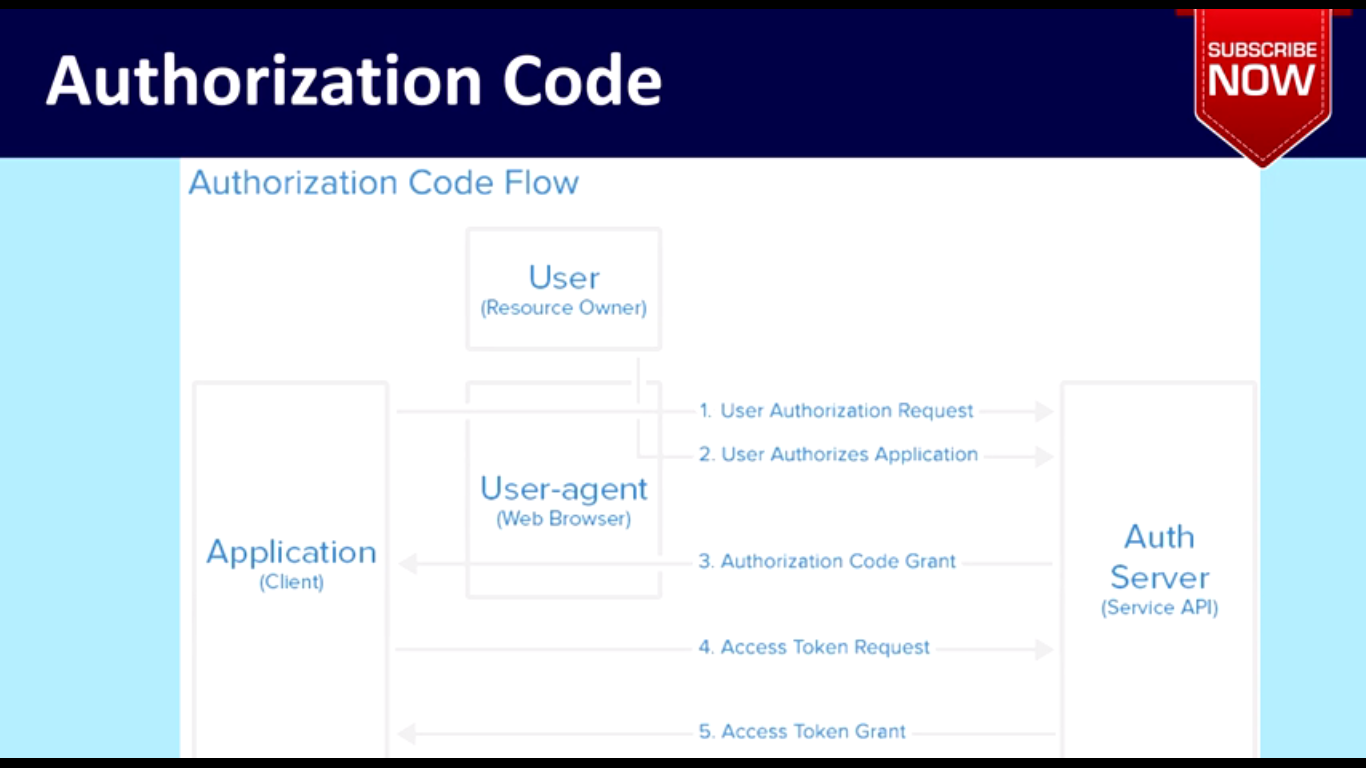 Authorization Code
SUBSCRIBE
NOW
Authorization Code Flow
User
(Resource Owner)
1. User Authorization Request
2. User Authorizes Application
User-agent
(Web Browser)
Application
(Client)
3. Authorization Code Grant
Auth
Server
(Service API)
4. Access Token Request
5. Access Token Grant